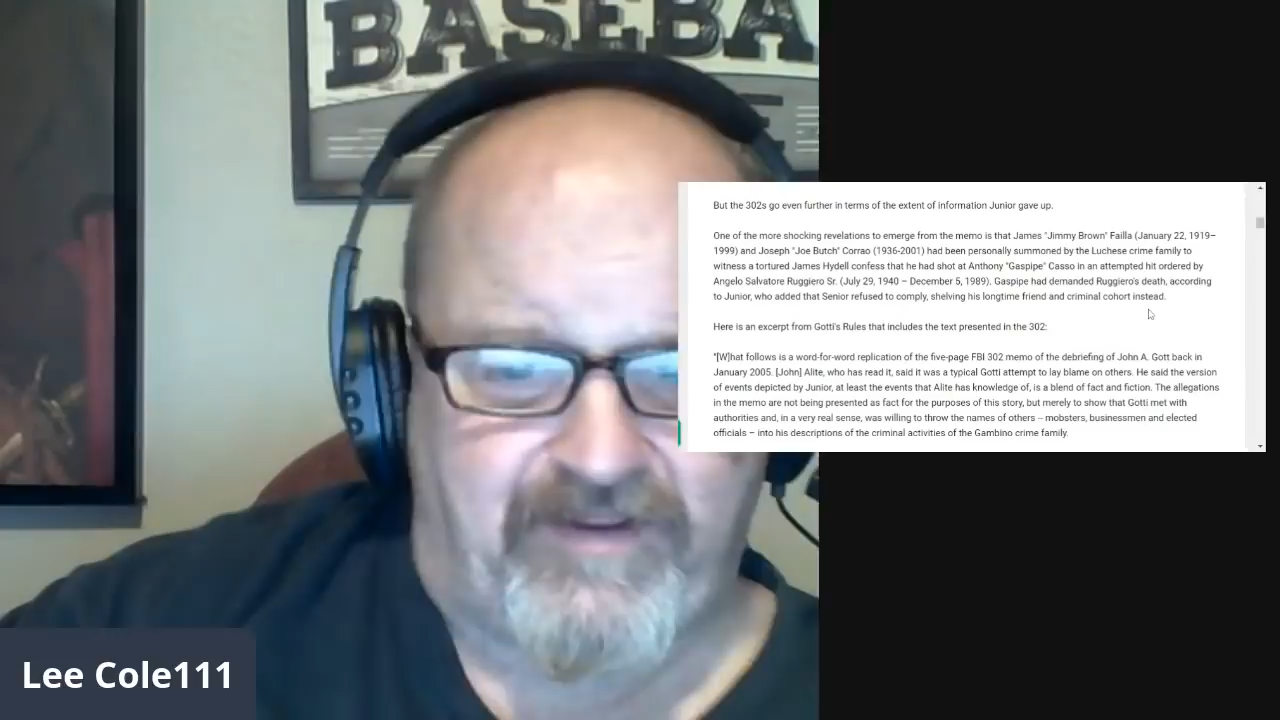 BASEBA
But the 302s go even further in terms of the extent of information Junior gave up.
One of the more shocking revelations to emerge from the memo is that James "Jimmy Brown" Failla (January 22, 1919–
1999) and Joseph "Joe Butch" Corrao (1936-2001) had been personally summoned by the Luchese crime family to
witness a tortured James Hydell confess that he had shot at Anthony "Gaspipe" Casso in an attempted hit ordered by
Angelo Salvatore Ruggiero Sr. (July 29, 1940 – December 5, 1989). Gaspipe had demanded Ruggiero's death, according
to Junior, who added that Senior refused to comply, shelving his longtime friend and criminal cohort instead.
Here is an excerpt from Gotti's Rules that includes the text presented in the 302:
"[W]hat follows is a word-for-word replication of the five-page FBI 302 memo of the debriefing of John A. Gott back in
January 2005. [John] Alite, who has read it, said it was a typical Gotti attempt to lay blame on others. He said the version
of events depicted by Junior, at least the events that Alite has knowledge of, is a blend of fact and fiction. The allegations
in the memo are not being presented as fact for the purposes of this story, but merely to show that Gotti met with
authorities and, in a very real sense, was willing to throw the names of others – mobsters, businessmen and elected
officials – into his descriptions of the criminal activities of the Gambino crime family.
Lee Cole111